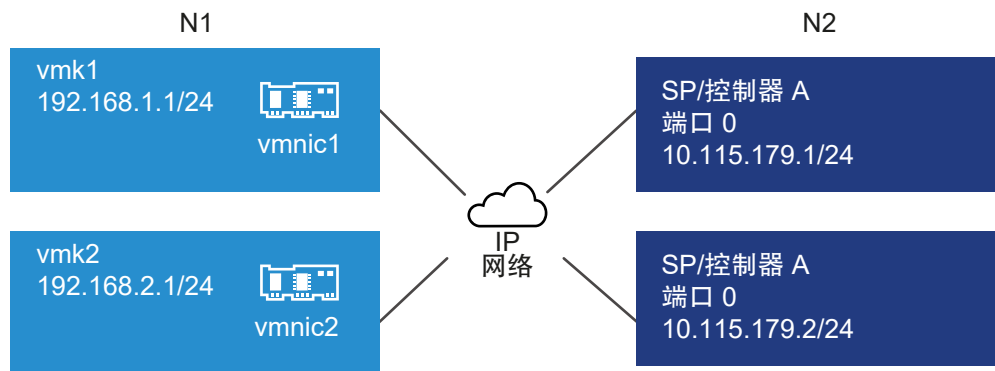 N1
N2
vmk1
192.168.1.1/24
vmnic1
SP/控制器 A
端口 0
10.115.179.1/24
IP
网络
vmk2
192.168.2.1/24
vmnic2
SP/控制器 A
端口 0
10.115.179.2/24